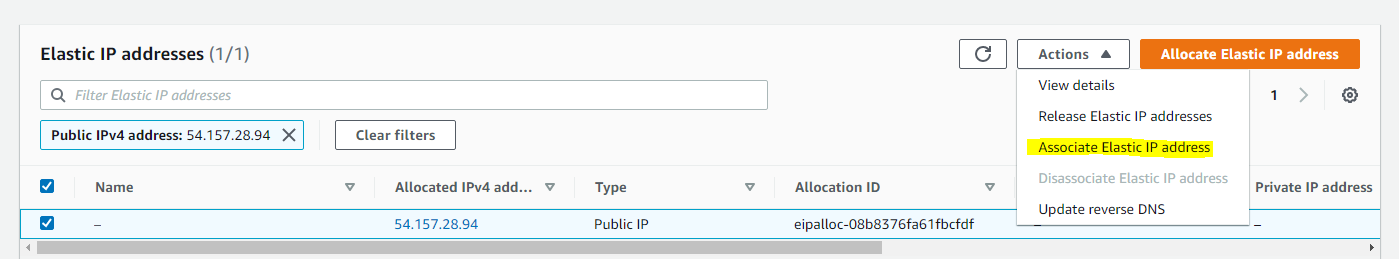 Elastic IP addresses (1/1)
Actions
Allocate Elastic IP address
Filter Elastic IP addresses
1
Public IPv4 address: 54.157.28.94
Clear filters
View details
Release Elastic IP addresses
Associate Elastic IP address
Disassociate Elastic IP address
Update reverse DNS
Name
Allocated IPv4 add...
Type
Allocation ID
Private IP address
–
54.157.28.94
Public IP
eipalloc-08b8376fa61fbcfdf
–
–